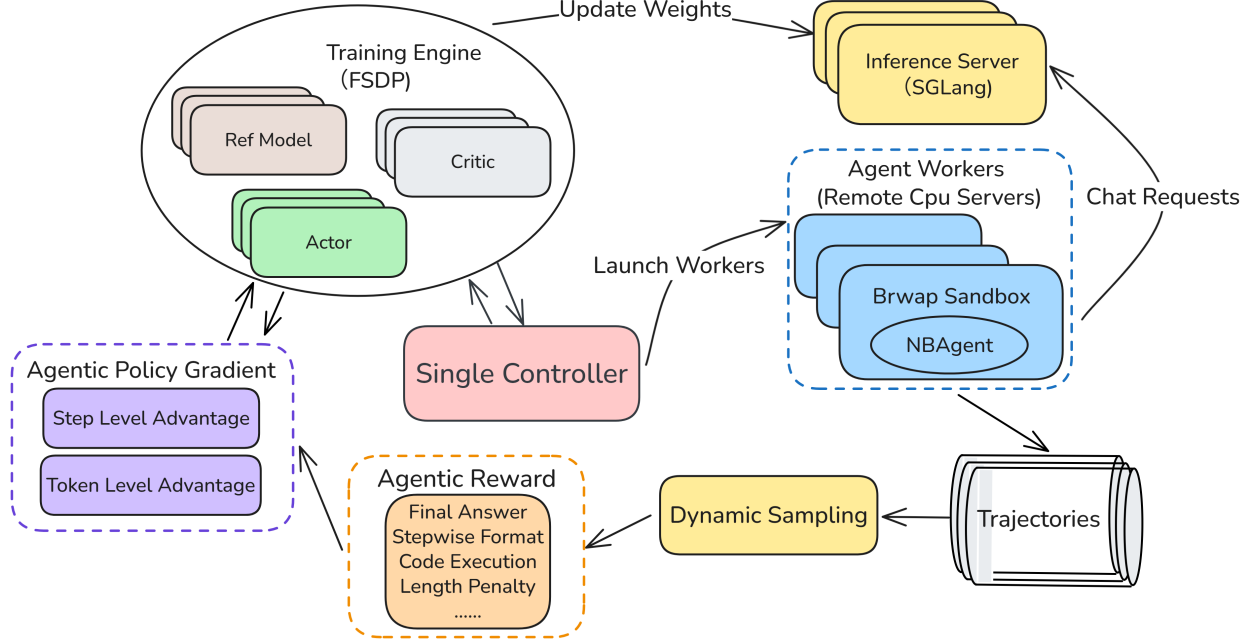 Update Weights
Training Engine
（FSDP)
Inference Server
（SGLang)
Ref Model
Critic
Actor
Agent Workers
(Remote Cpu Servers)
Chat Requests
Launch Workers
Brwap Sandbox
NBAgent
Single Controller
Agentic Policy Gradient
Step Level Advantage
Token Level Advantage
Agentic Reward
Final Answer
Stepwise Format
Code Execution
Length Penalty
......
Dynamic Sampling
Trajectories